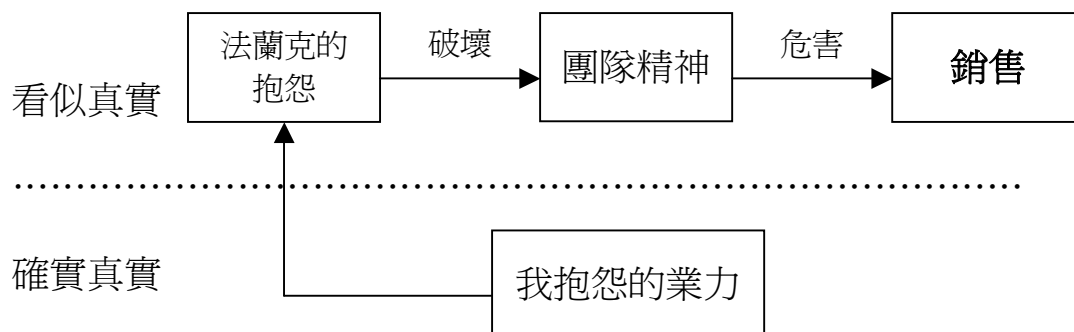 法蘭克的
抱怨
破壞
團隊精神
危害
銷售
看似真實
確實真實
我抱怨的業力